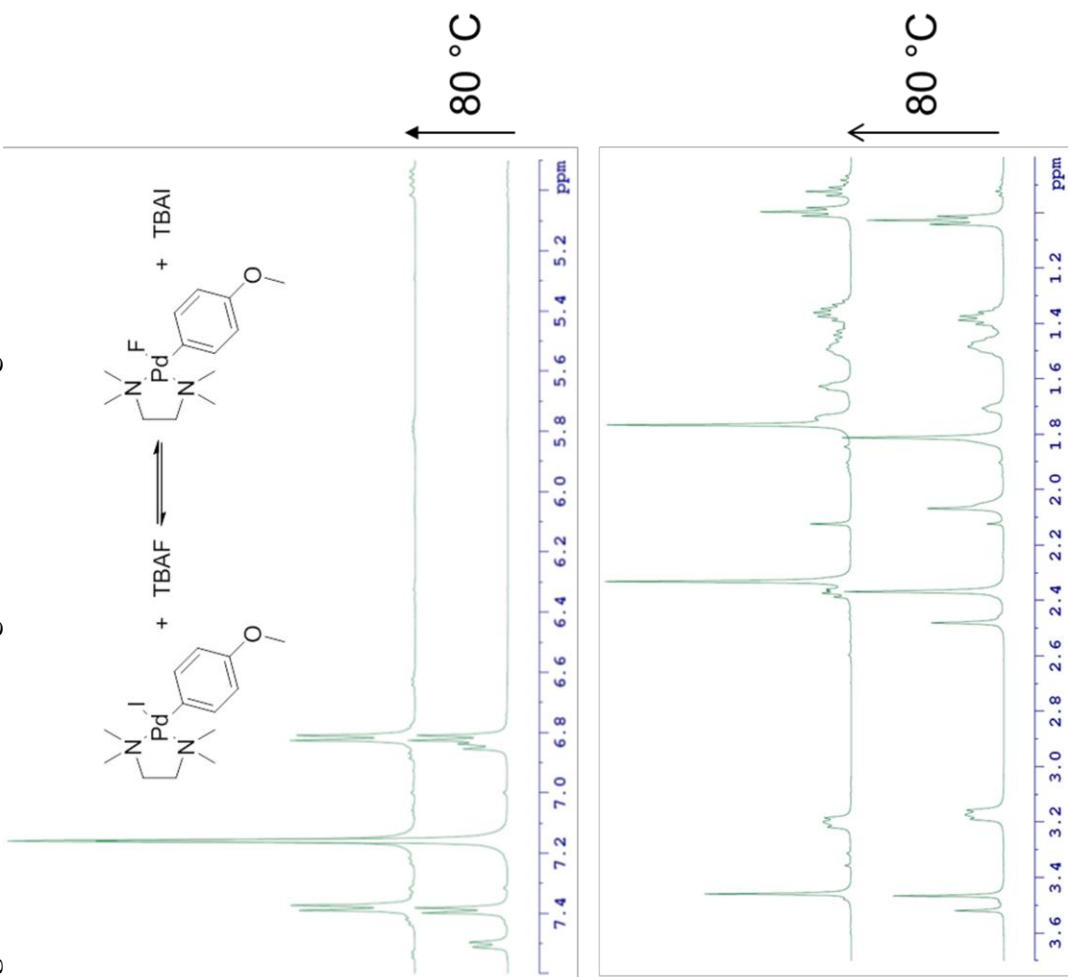 N I N F
Pd + TBAF Pd + TBAI
N N
O O
80 °C
7.4 7.2 7.0 6.8 6.6 6.4 6.2 6.0 5.8 5.6 5.4 5.2 ppm
80 °C
3.6 3.4 3.2 3.0 2.8 2.6 2.4 2.2 2.0 1.8 1.6 1.4 1.2 ppm